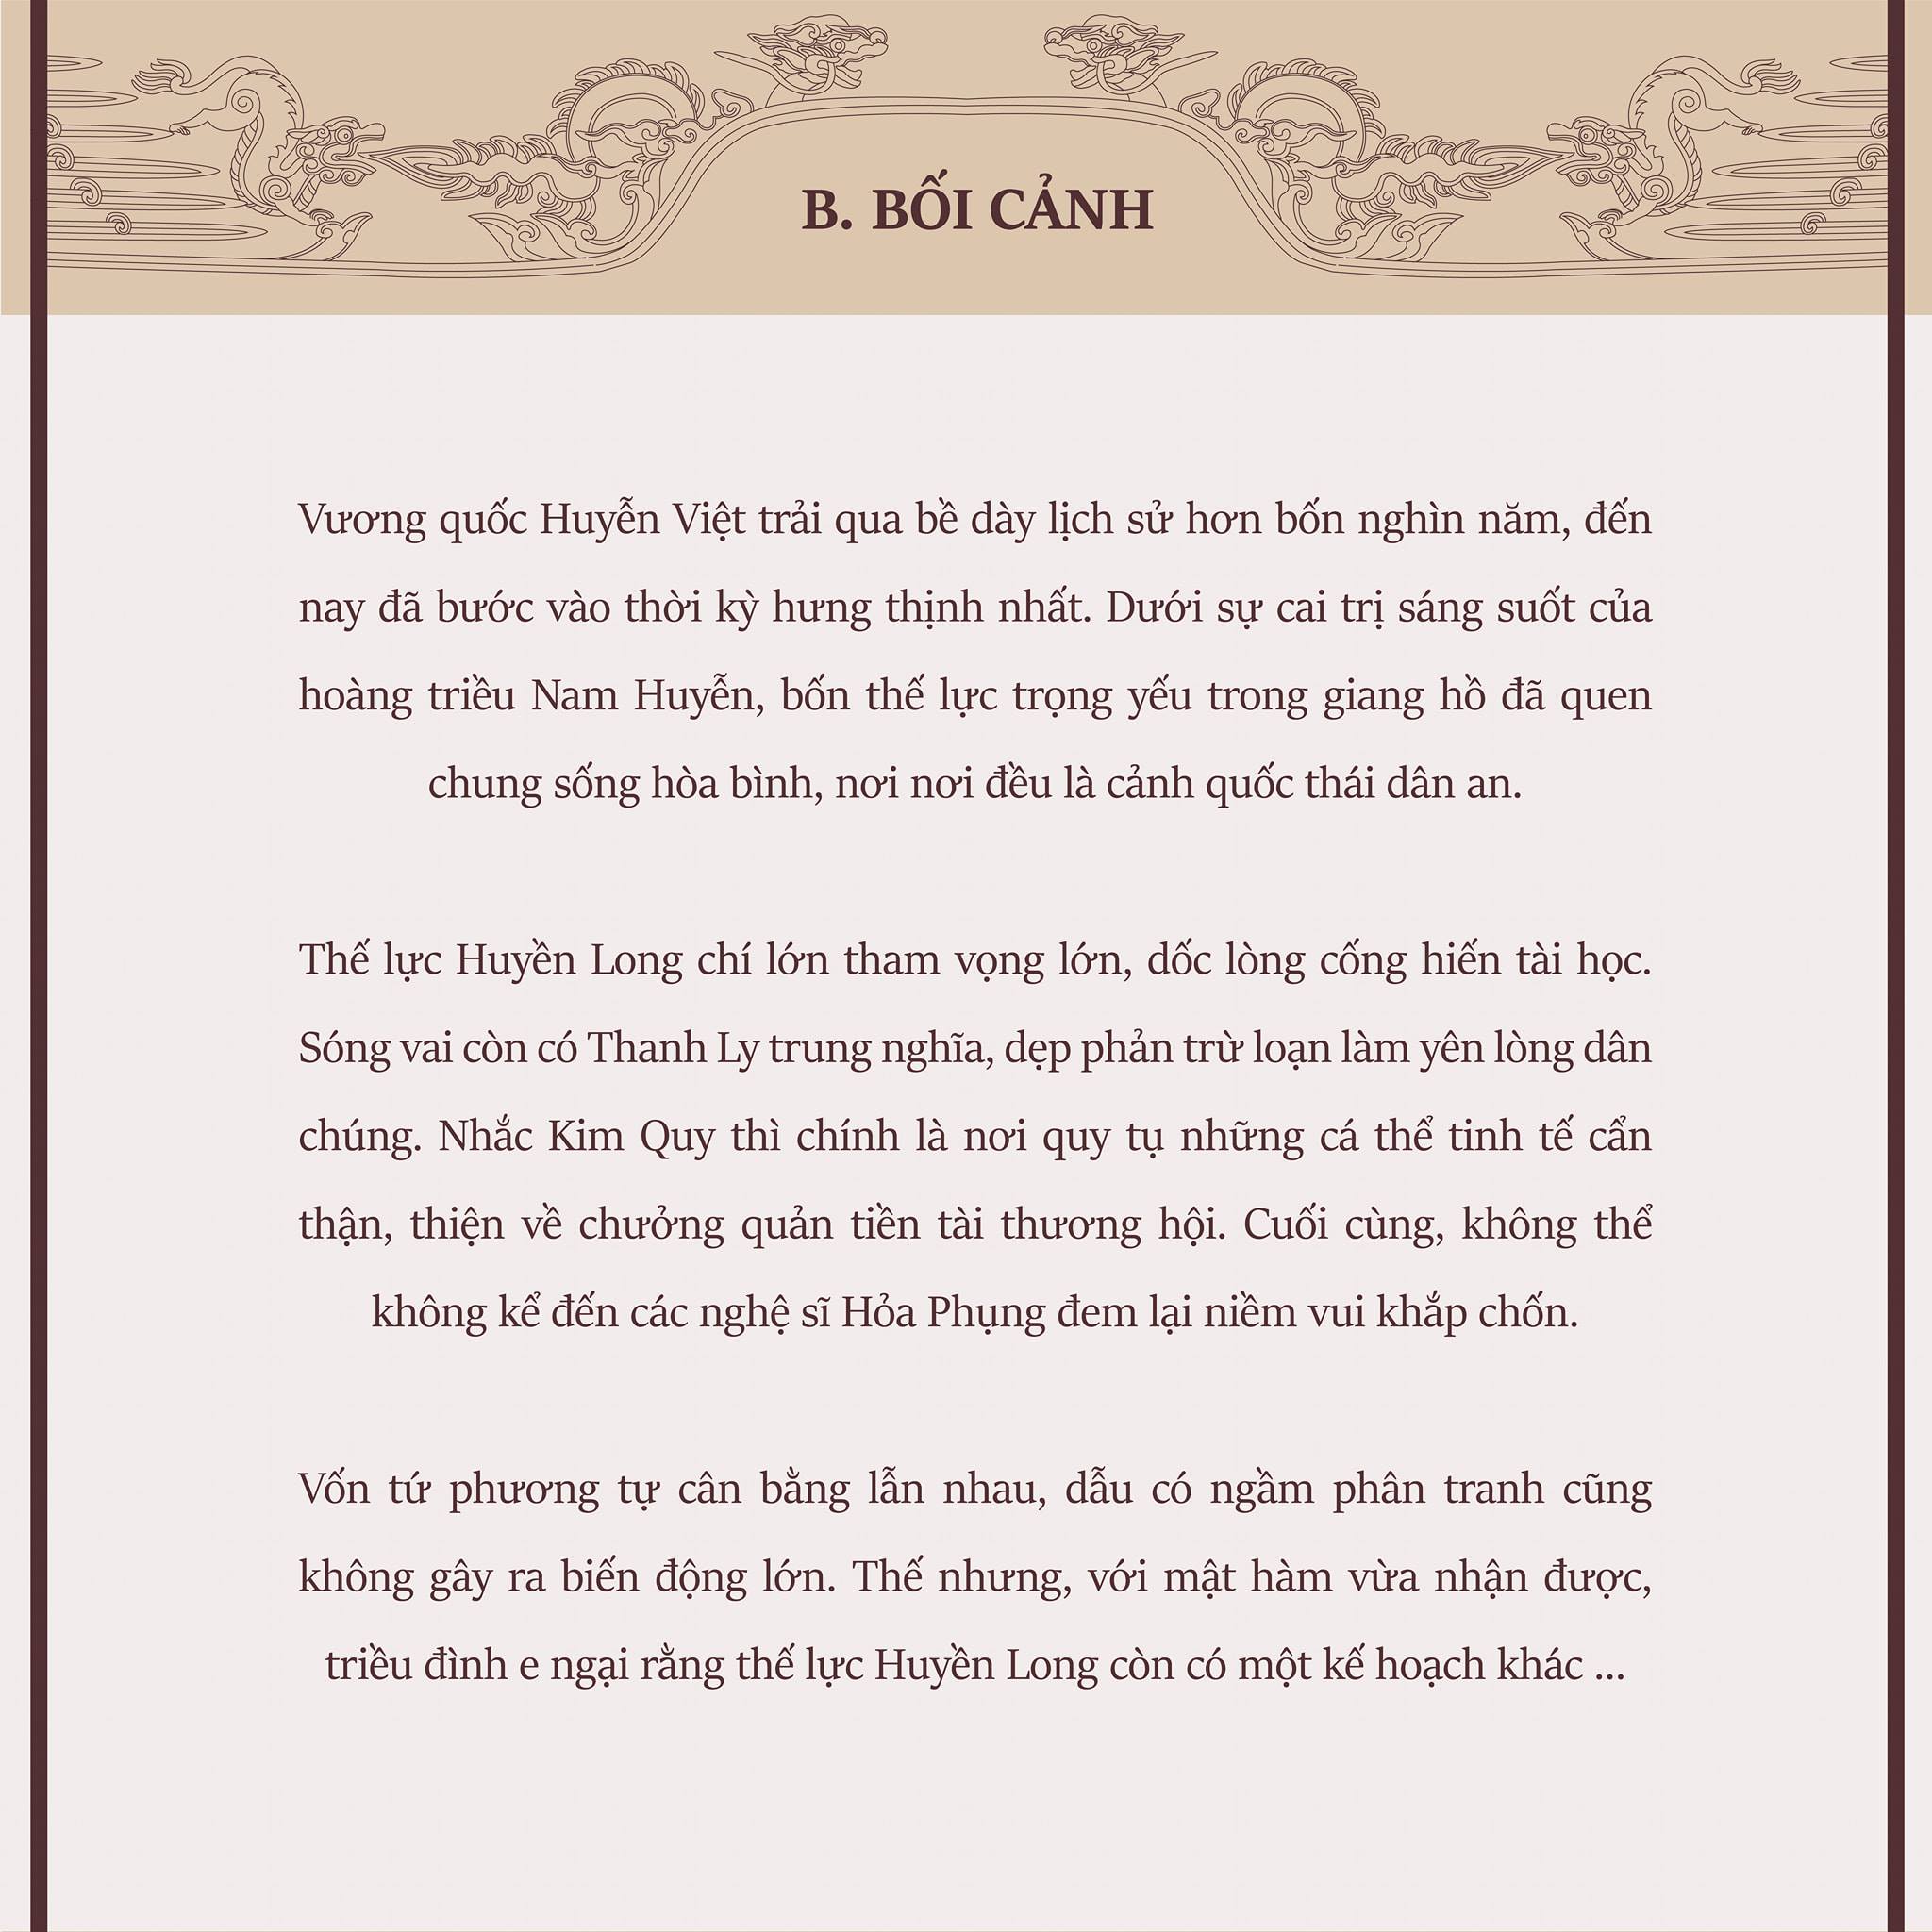 B. BỐI CẢNH
Vương quốc Huyễn Việt trải qua bề dày lịch sử hơn bốn nghìn năm, đến
nay đã bước vào thời kỳ hưng thịnh nhất. Dưới sự cai trị sáng suốt của
hoàng triều Nam Huyễn, bốn thế lực trọng yếu trong giang hồ đã quen
chung sống hòa bình, nơi nơi đều là cảnh quốc thái dân an.
Thế lực Huyền Long chí lớn tham vọng lớn, dốc lòng cống hiến tài học.
Sóng vai còn có Thanh Ly trung nghĩa, dẹp phản trừ loạn làm yên lòng dân
chúng. Nhắc Kim Quy thì chính là nơi quy tụ những cá thể tinh tế cẩn
thận, thiện về chưởng quản tiền tài thương hội. Cuối cùng, không thể
không kể đến các nghệ sĩ Hỏa Phụng đem lại niềm vui khắp chốn.
Vốn tứ phương tự cân bằng lẫn nhau, dẫu có ngầm phân tranh cũng
không gây ra biến động lớn. Thế nhưng, với mật hàm vừa nhận được,
triều đình e ngại rằng thế lực Huyền Long còn có một kế hoạch khác ...